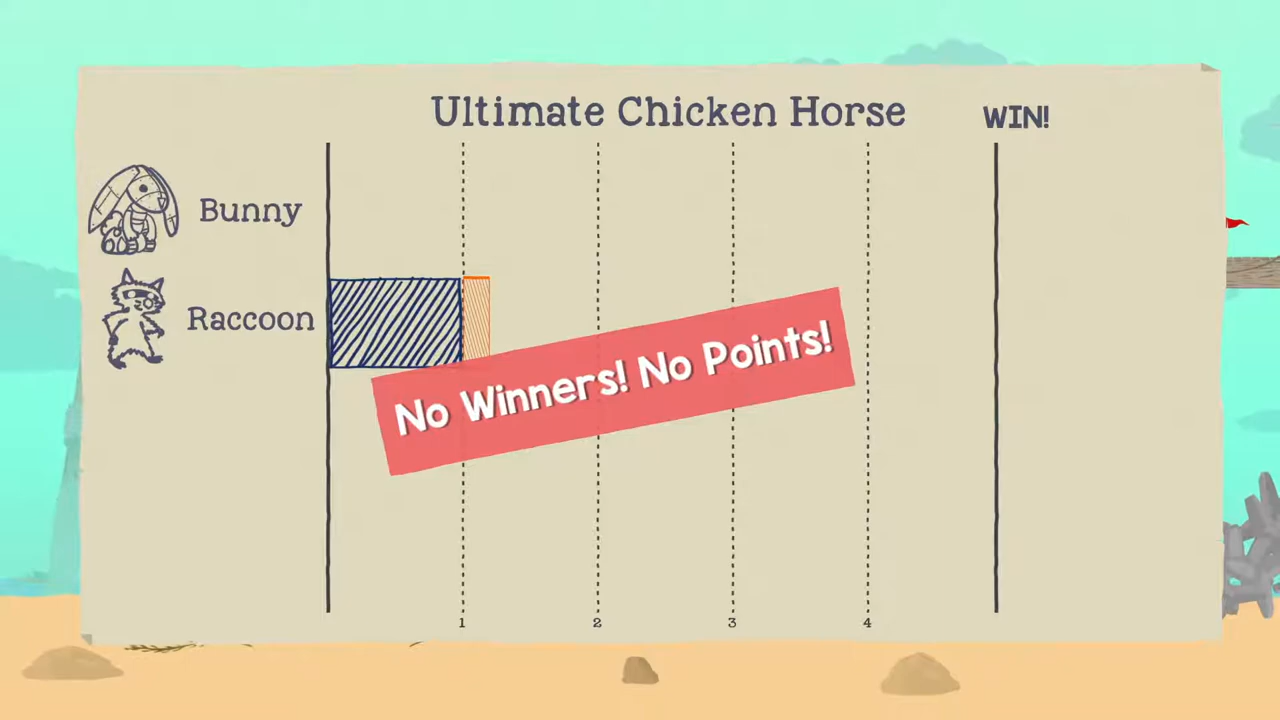 Ultimate Chicken Horse
WIN!
Bunny
Raccoon
No Winners! No Points!
1 2 3 4